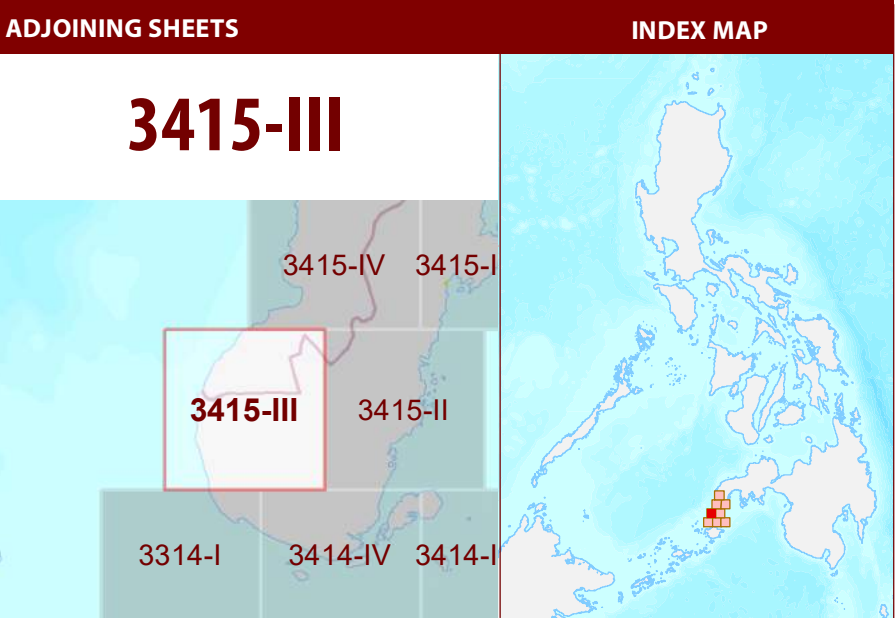 ADJOINING SHEETS
INDEX MAP
3415-III
3415-IV
3415-I
3415-III
3415-II
3314-I
3414-IV
3414-I